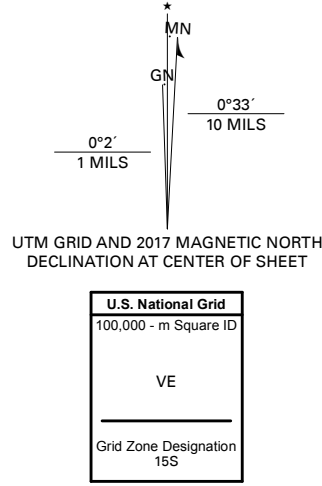 ★
MN
GN
0°33´
10 MILS
0°2´
1 MILS
UTM GRID AND 2017 MAGNETIC NORTH
DECLINATION AT CENTER OF SHEET
U.S. National Grid
100,000 - m Square ID
VE
Grid Zone Designation
15S